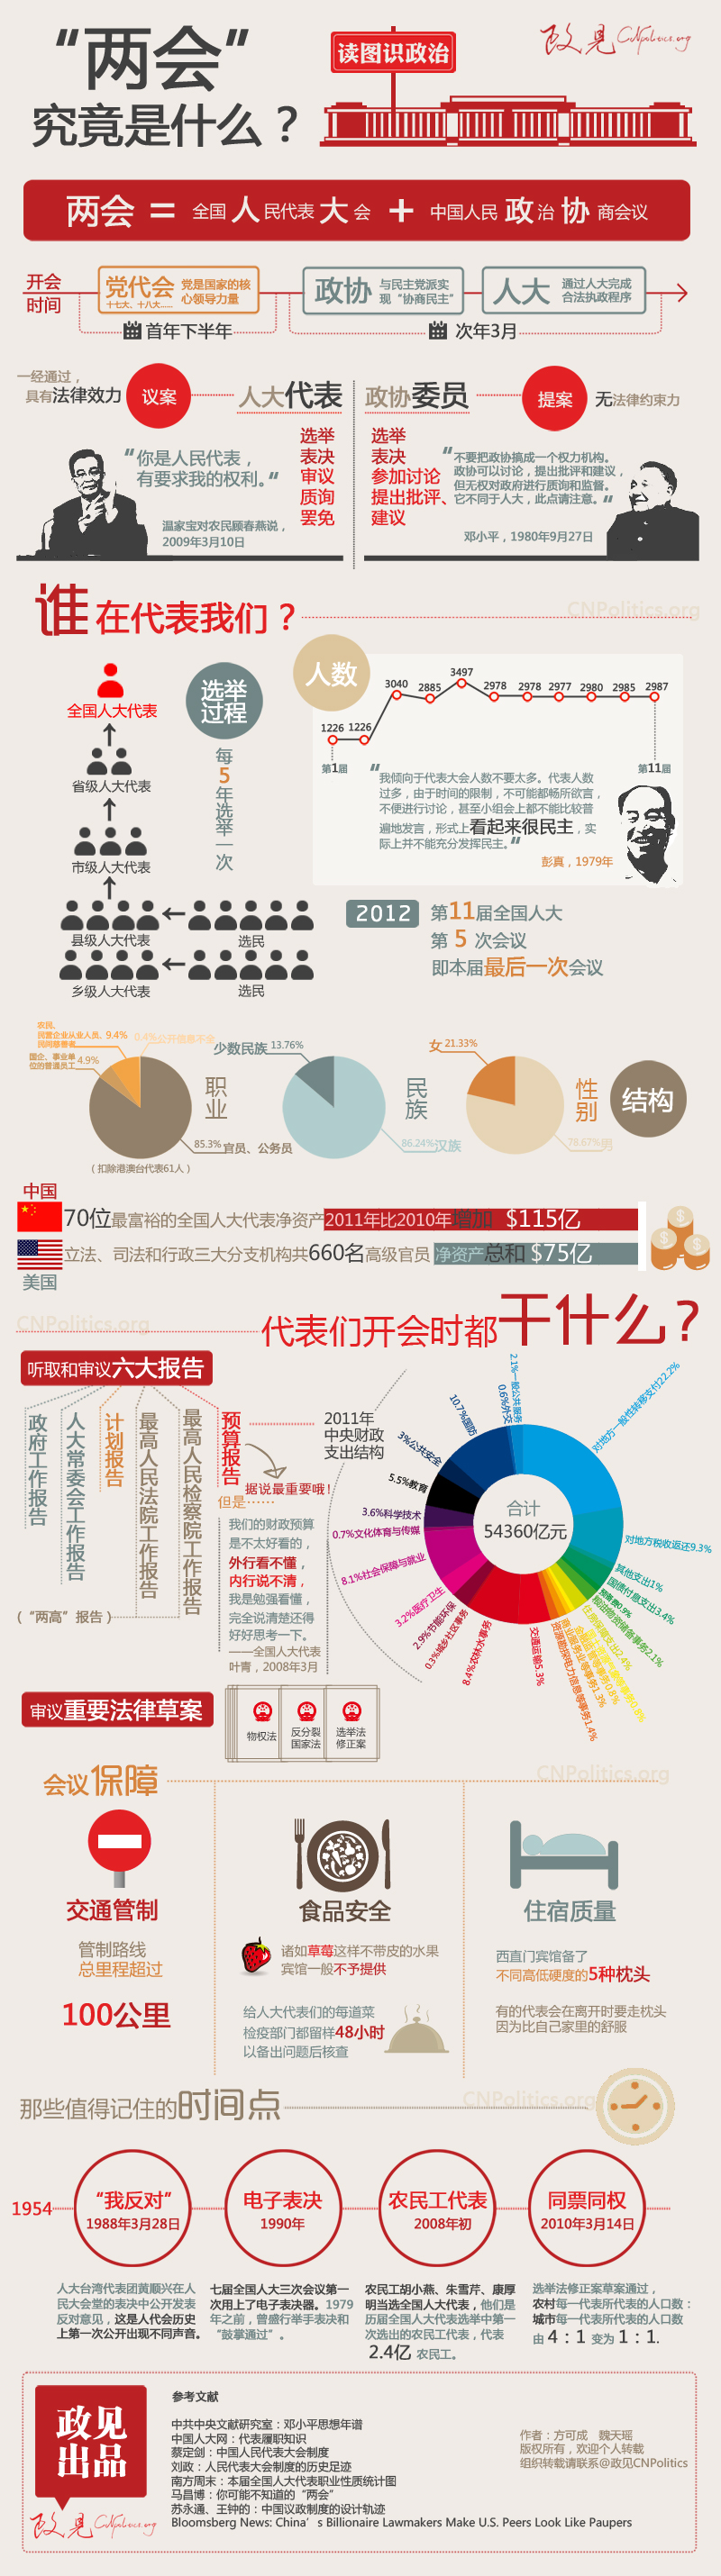 “两会”
究竟是什么？
读图识政治
政见 CNPolitics.org
两会 = 全国人民代表大会 + 中国人民政治协商会议
开会
时间
党代会
十七大、十八大……
党是国家的核
心领导力量
政协
与民主党派实
现“协商民主”
人大
通过人大完成
合法执政程序
首年下半年
次年3月
一经通过，
具有法律效力
议案
人大代表
选举
表决
审议
质询
罢免
“你是人民代表，
有要求我的权利。“
温家宝对农民顾春燕说，
2009年3月10日
政协委员
提案
无法律约束力
选举
表决
参加讨论
提出批评、
建议
“不要把政协搞成一个权力机构。
政协可以讨论，提出批评和建议，
但无权对政府进行质询和监督。
它不同于人大，此点请注意。“
邓小平，1980年9月27日
谁在代表我们？
CNPolitics.org
全国人大代表
省级人大代表
市级人大代表
县级人大代表
选民
乡级人大代表
选民
选举
过程
每5年选举一次
人数
1226 1226 3040 2885 3497 2978 2978 2977 2980 2985 2987
第1届
第11届
“我倾向于代表大会人数不要太多。代表人数
过多，由于时间的限制，不可能都畅所欲言，
不便进行讨论，甚至小组会上都不能比较普
遍地发言，形式上看起来很民主，实
际上并不能充分发挥民主。“
彭真，1979年
2012
第11届全国人大
第 5 次会议
即本届最后一次会议
农民、
民营企业从业人员、9.4%
民间慈善者
0.4%公开信息不全
国企、事业单
位的普通员工4.9%
职业
85.3%官员、公务员
（扣除港澳台代表61人）
少数民族13.76%
民族
86.24%汉族
女21.33%
性别
78.67%男
结构
中国
70位最富裕的全国人大代表净资产2011年比2010年增加 $115亿
立法、司法和行政三大分支机构共660名高级官员净资产总和 $75亿
美国
CNPolitics.org
代表们开会时都干什么？
听取和审议六大报告
政府工作报告
人大常委会工作报告
计划报告
最高人民法院工作报告
最高人民检察院工作报告
预算报告
（“两高”报告）
据说最重要哦！
但是……
我们的财政预算
是不太好看的，
外行看不懂，
内行说不清，
我是勉强看懂，
完全说清楚还得
好好思考一下。
——全国人大代表
叶青，2008年3月
2011年
中央财政
支出结构
合计
54360亿元
对地方一般性转移支付22.2%
对地方税收返还9.3%
其他支出1%
国债付息支出3.4%
预备费0.9%
粮油物资储备事务2.1%
住房保障支出2.4%
商业服务业等事务1.3%
资源勘探电力信息等事务1.4%
交通运输5.3%
8.4%农林水事务
0.3%城乡社区事务
2.9%节能环保
3.2%医疗卫生
8.1%社会保障与就业
0.7%文化体育与传媒
3.6%科学技术
5.5%教育
3%公共安全
10.7%国防
0.6%外交
2.1%一般公共服务
审议重要法律草案
物权法
反分裂
国家法
选举法
修正案
会议保障
CNPolitics.org
交通管制
管制路线
总里程超过
100公里
食品安全
诸如草莓这样不带皮的水果
宾馆一般不予提供
给人大代表们的每道菜
检疫部门都留样48小时
以备出问题后核查
住宿质量
西直门宾馆备了
不同高低硬度的5种枕头
有的代表会在离开时要走枕头
因为比自己家里的舒服
那些值得记住的时间点
CNPolitics.org
1954
“我反对”
1988年3月28日
电子表决
1990年
农民工代表
2008年初
同票同权
2010年3月14日
人大台湾代表团黄顺兴在人
民大会堂的表决中公开发表
反对意见，这是人代会历史
上第一次公开出现不同声音。
七届全国人大三次会议第一
次用上了电子表决器。1979
年之前，曾盛行举手表决和
“鼓掌通过”。
农民工胡小燕、朱雪芹、康厚
明当选全国人大代表，他们是
历届全国人大代表选举中第一
次选出的农民工代表，代表
2.4亿 农民工。
选举法修正案草案通过，
农村每一代表所代表的人口数：
城市每一代表所代表的人口数
由 4：1 变为 1：1.
政见
出品
政见 CNPolitics.org
参考文献
中共中央文献研究室：邓小平思想年谱
中国人大网：代表履职知识
蔡定剑：中国人民代表大会制度
刘政：人民代表大会制度的历史足迹
南方周末：本届全国人大代表职业性质统计图
马昌博：你可能不知道的“两会”
苏永通、王钟的：中国议政制度的设计轨迹
Bloomsberg News: China’s Billionaire Lawmakers Make U.S. Peers Look Like Paupers
作者：方可成 魏天瑶
版权所有，欢迎个人转载
组织转载请联系@政见CNPolitics